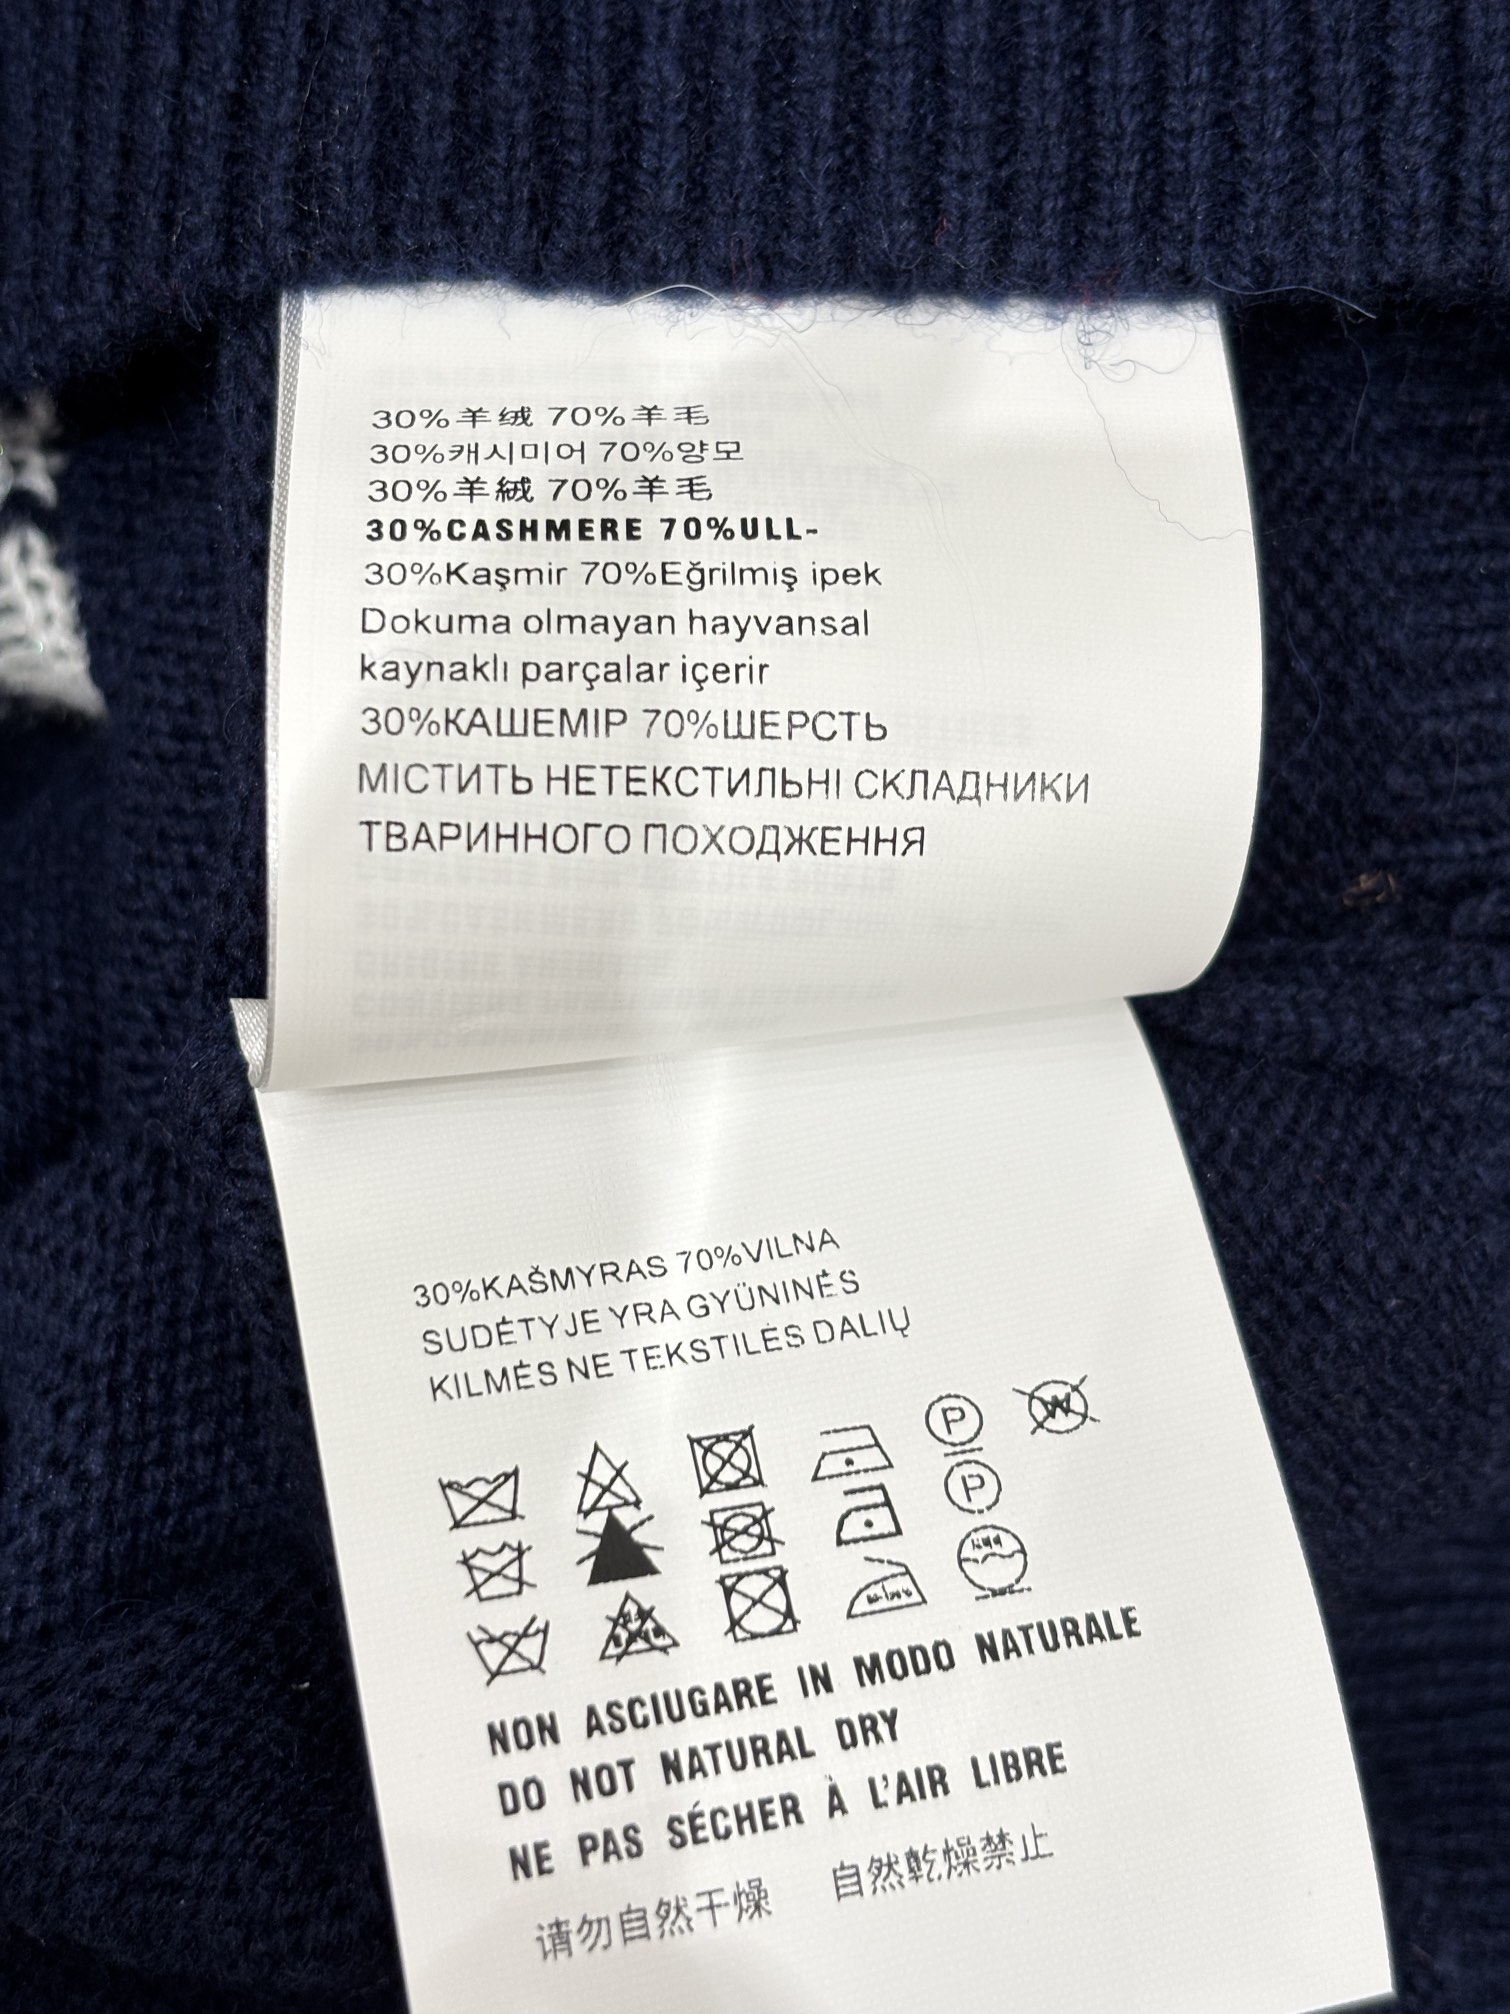 30%羊绒 70%羊毛
30%캐시미어 70%양모
30%羊絨 70%羊毛
30%CASHMERE 70%ULL-
30%Kaşmir 70%Eğrilmiş ipek
Dokuma olmayan hayvansal
kaynaklı parçalar içerir
30%КАШЕМІР 70%ШЕРСТЬ
МІСТИТЬ НЕТЕКСТИЛЬНІ СКЛАДНИКИ
ТВАРИННОГО ПОХОДЖЕННЯ
30%KAŠMYRAS 70%VILNA
SUDĖTYJE YRA GYŪNINĖS
KILMĖS NE TEKSTILĖS DALIŲ
P
W
P
NON ASCIUGARE IN MODO NATURALE
DO NOT NATURAL DRY
NE PAS SÉCHER À L'AIR LIBRE
请勿自然干燥 自然乾燥禁止